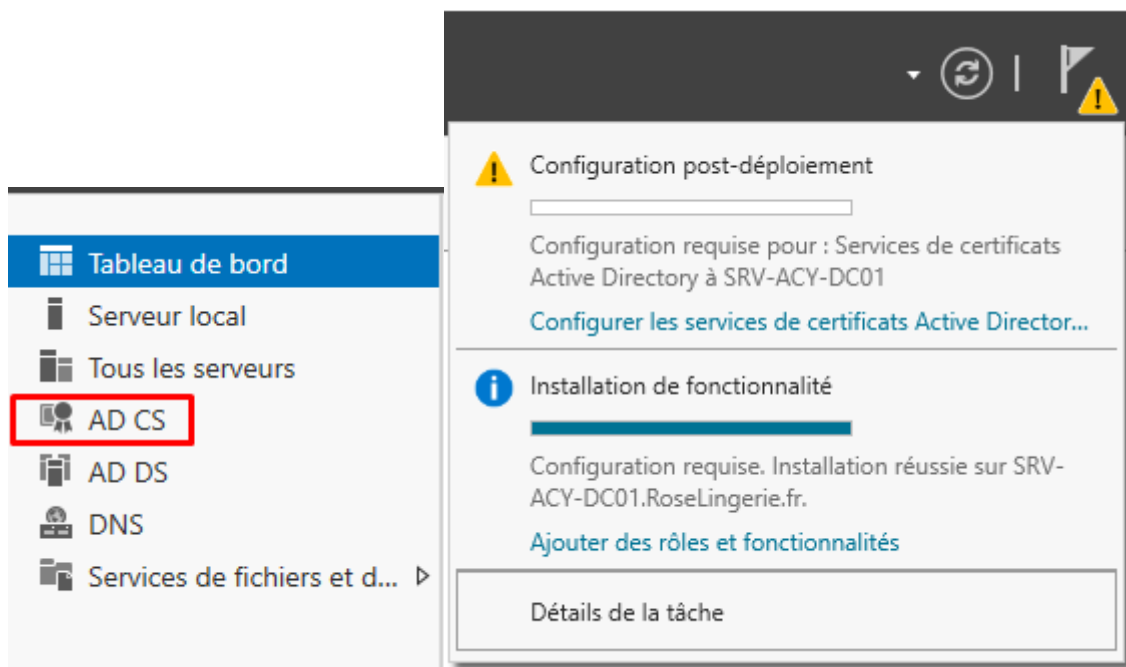 Tableau de bord
Serveur local
Tous les serveurs
AD CS
AD DS
DNS
Services de fichiers et d...
Configuration post-déploiement
Configuration requise pour : Services de certificats
Active Directory à SRV-ACY-DC01
Configurer les services de certificats Active Director...
Installation de fonctionnalité
Configuration requise. Installation réussie sur SRV-
ACY-DC01.RoseLingerie.fr.
Ajouter des rôles et fonctionnalités
Détails de la tâche